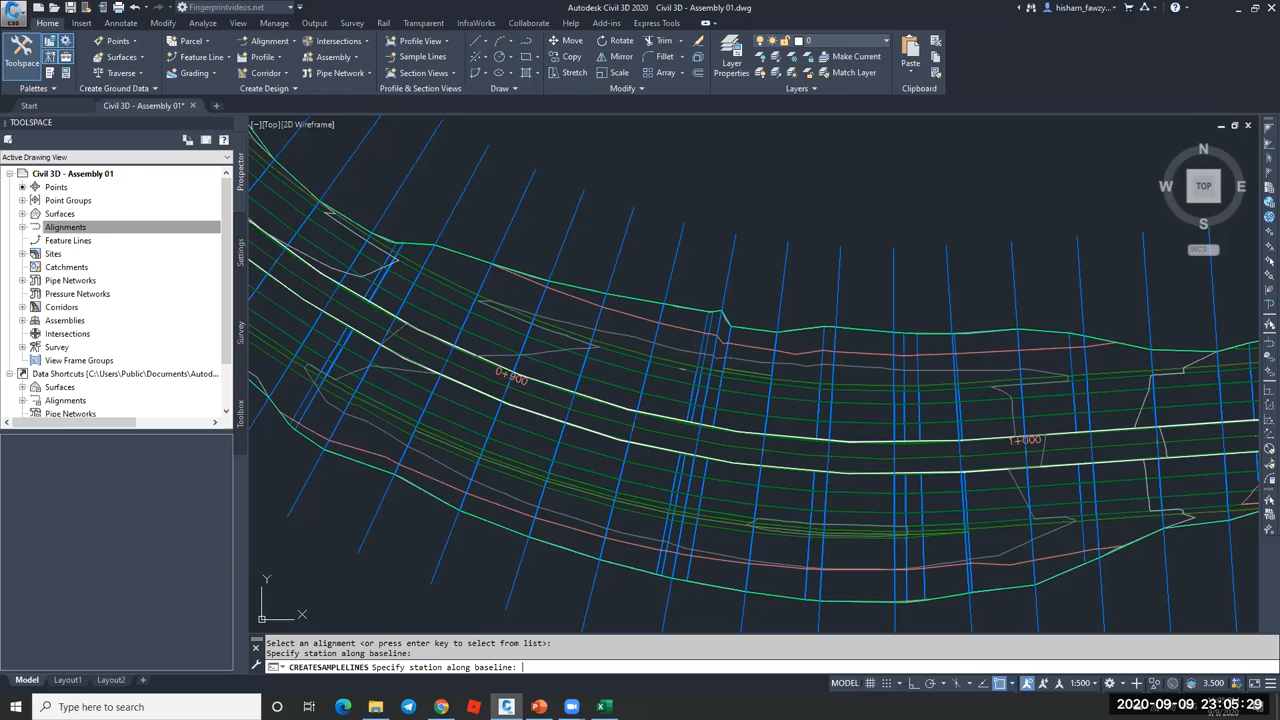 Fingerprintvideos.net
Autodesk Civil 3D 2020 - Assembly 01.dwg
hisham_fawzy...
Home Insert Annotate Modify Analyze View Manage Output Survey Rail Transparent InfraWorks Collaborate Help Add-ins Express Tools
Toolspace
Points
Surfaces
Traverse
Parcel
Feature Line
Grading
Alignment
Profile
Corridor
Intersections
Assembly
Pipe Network
Profile View
Sample Lines
Section Views
Move
Copy
Stretch
Rotate
Mirror
Scale
Trim
Fillet
Array
Layer
Properties
0
Make Current
Match Layer
Paste
Palettes
Create Ground Data
Create Design
Profile & Section Views
Draw
Modify
Layers
Clipboard
Start
Civil 3D - Assembly 01*
TOOLSPACE
[−][Top][2D Wireframe]
Active Drawing View
Civil 3D - Assembly 01
Points
Point Groups
Surfaces
Alignments
Feature Lines
Sites
Catchments
Pipe Networks
Pressure Networks
Corridors
Assemblies
Intersections
Survey
View Frame Groups
Data Shortcuts [C:\Users\Public\Documents\Autod...
Surfaces
Alignments
Pipe Networks
Prospector
Settings
Survey
Toolbox
N
W
TOP
E
S
WCS
0+900
1+000
Y
X
Select an alignment <or press enter key to select from list>:
Specify station along baseline:
CREATESAMPLELINES Specify station along baseline:
Model Layout1 Layout2
MODEL
1:500
3.500
Type here to search
2020-09-09 23:05:29